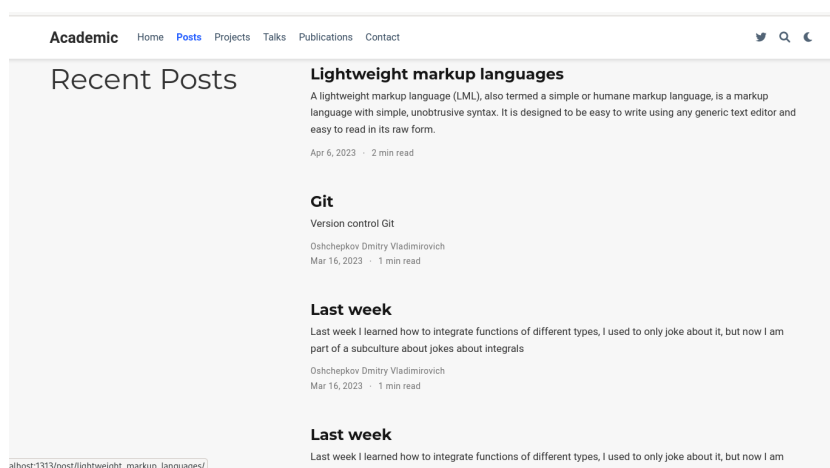 Academic Home Posts Projects Talks Publications Contact
Recent Posts
Lightweight markup languages
A lightweight markup language (LML), also termed a simple or humane markup language, is a markup
language with simple, unobtrusive syntax. It is designed to be easy to write using any generic text editor and
easy to read in its raw form.
Apr 6, 2023 · 2 min read
Git
Version control Git
Oshchepkov Dmitry Vladimirovich
Mar 16, 2023 · 1 min read
Last week
Last week I learned how to integrate functions of different types, I used to only joke about it, but now I am
part of a subculture about jokes about integrals
Oshchepkov Dmitry Vladimirovich
Mar 16, 2023 · 1 min read
Last week
Last week I learned how to integrate functions of different types, I used to only joke about it, but now I am
alhost:1313/post/lightweight_markup_languages/